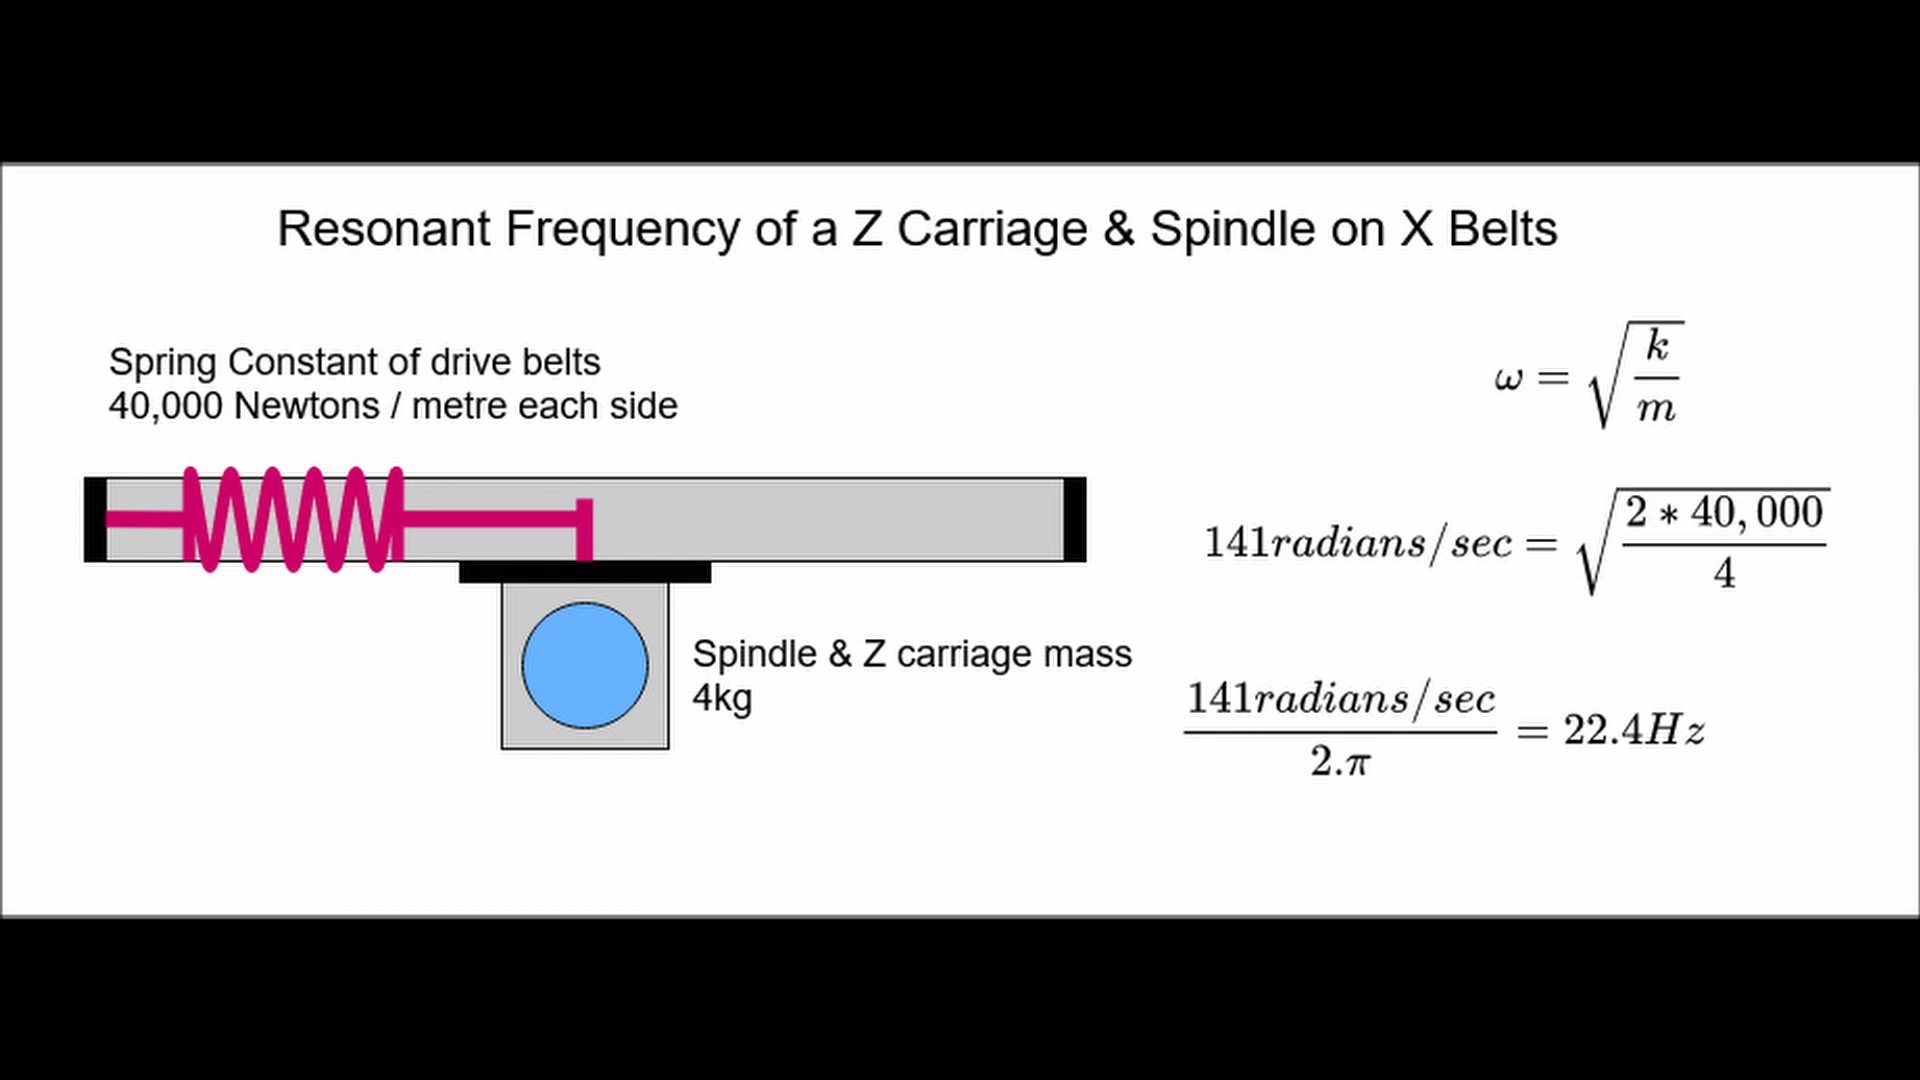 Resonant Frequency of a Z Carriage & Spindle on X Belts
Spring Constant of drive belts
40,000 Newtons / metre each side
ω = √(k/m)
141radians/sec = √(2 * 40,000/4)
Spindle & Z carriage mass
4kg
141radians/sec/2.π = 22.4Hz